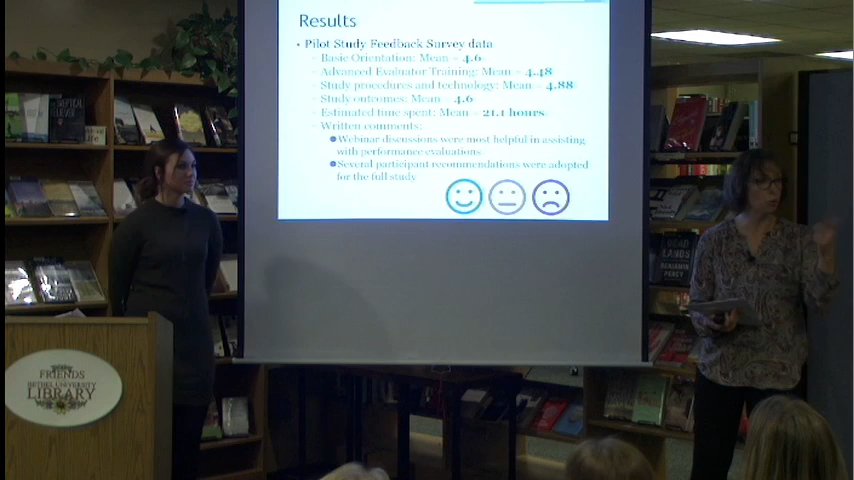 Results
• Pilot Study Feedback Survey data
– Basic Orientation: Mean = 4.6
– Advanced Evaluator Training: Mean = 4.48
– Study procedures and technology: Mean = 4.88
– Study outcomes: Mean = 4.6
– Estimated time spent: Mean = 21.1 hours
– Written comments:
Webinar discussions were most helpful in assisting
with performance evaluations
Several participant recommendations were adopted
for the full study
FRIENDS
BETHEL UNIVERSITY
LIBRARY
DEAD
LANDS
BENJAMIN
PERCY